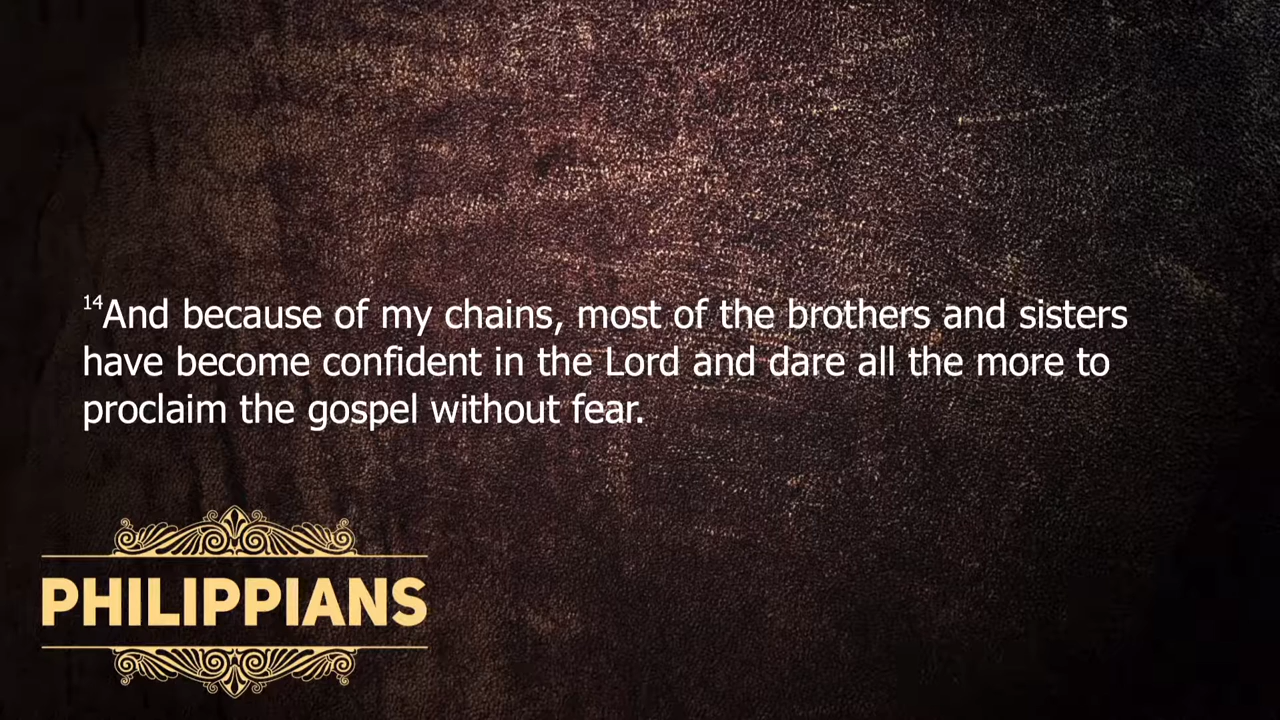 14And because of my chains, most of the brothers and sisters
have become confident in the Lord and dare all the more to
proclaim the gospel without fear.
PHILIPPIANS